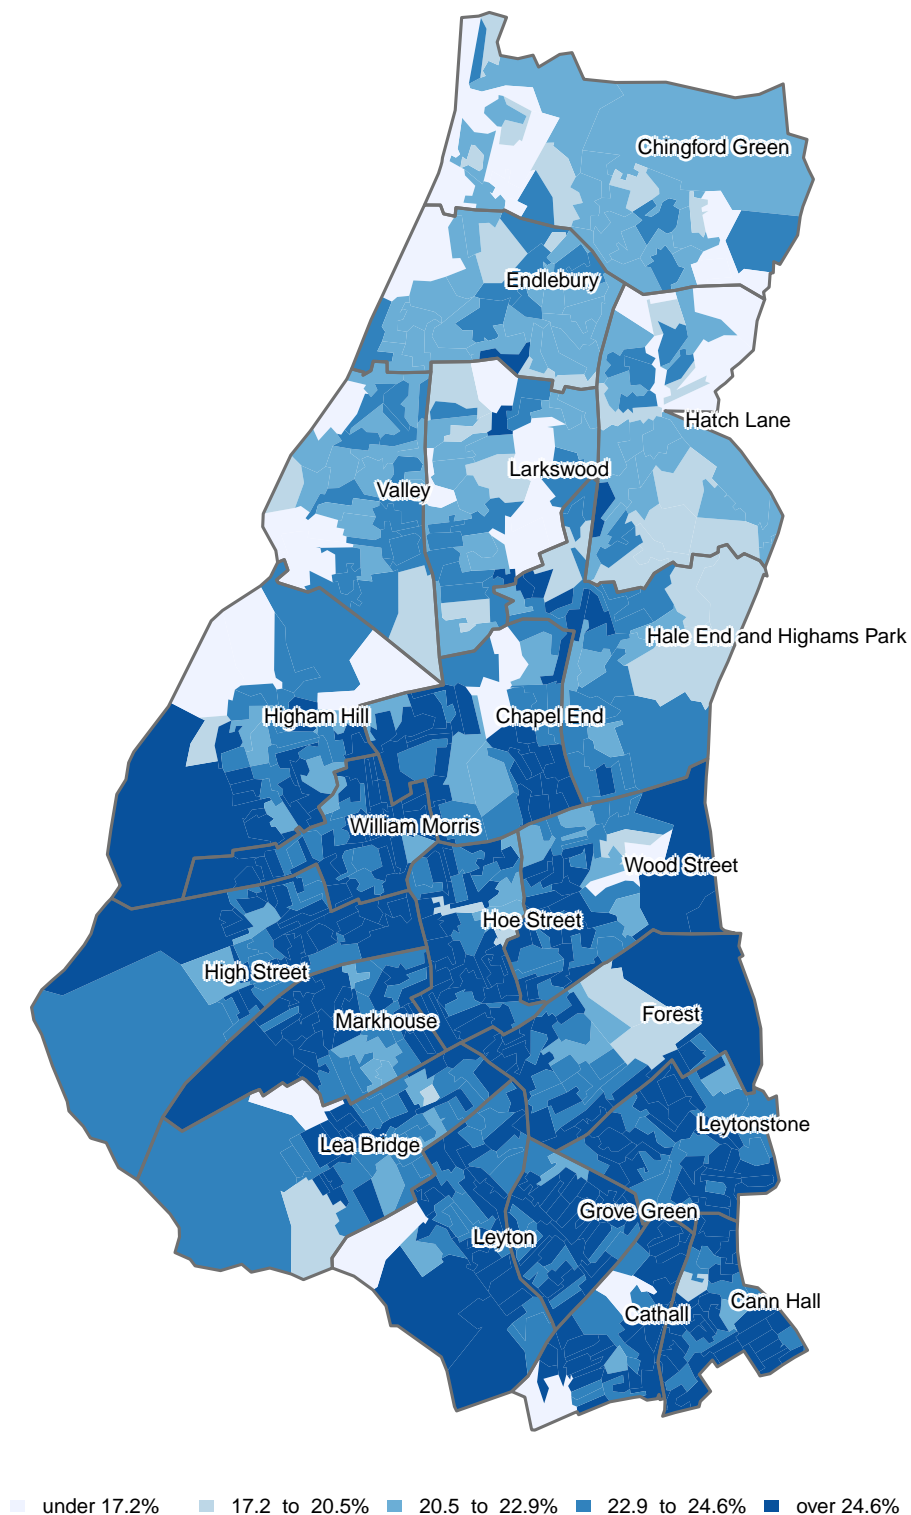 Chingford Green
Endlebury
Hatch Lane
Larkswood
Valley
Hale End and Highams Park
Higham Hill
Chapel End
William Morris
Wood Street
Hoe Street
High Street
Forest
Markhouse
Leytonstone
Lea Bridge
Grove Green
Leyton
Cann Hall
Cathall
under 17.2% 17.2 to 20.5% 20.5 to 22.9% 22.9 to 24.6% over 24.6%